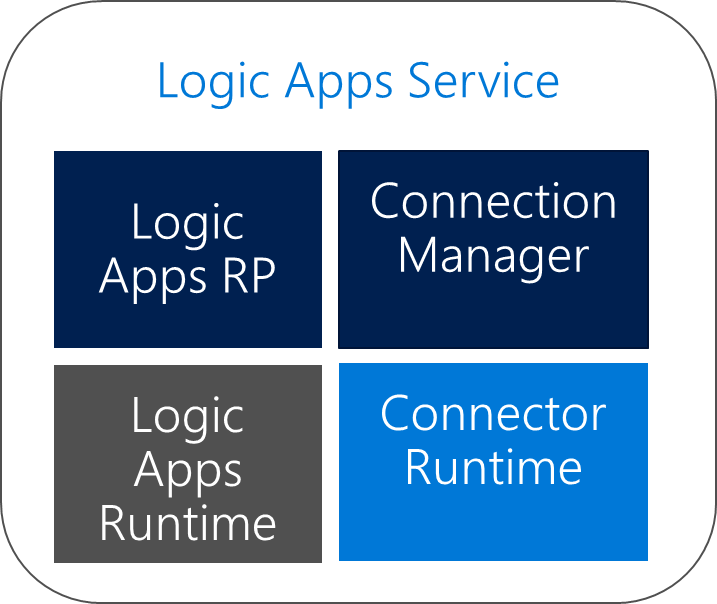 Logic Apps Service
Logic
Apps RP
Connection
Manager
Logic
Apps
Runtime
Connector
Runtime